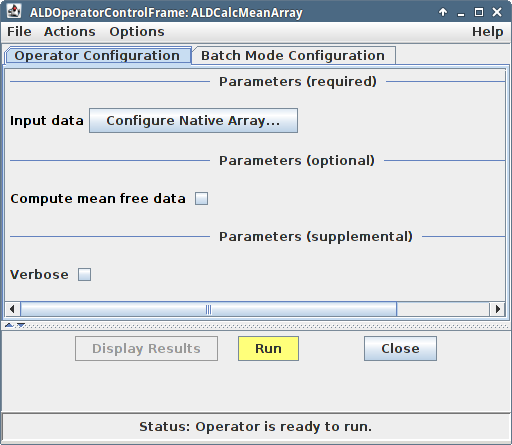 ALDOperatorControlFrame: ALDCalcMeanArray
File Actions Options Help
Operator Configuration Batch Mode Configuration
Parameters (required)
Input data Configure Native Array...
Parameters (optional)
Compute mean free data
Parameters (supplemental)
Verbose
Display Results Run Close
Status: Operator is ready to run.